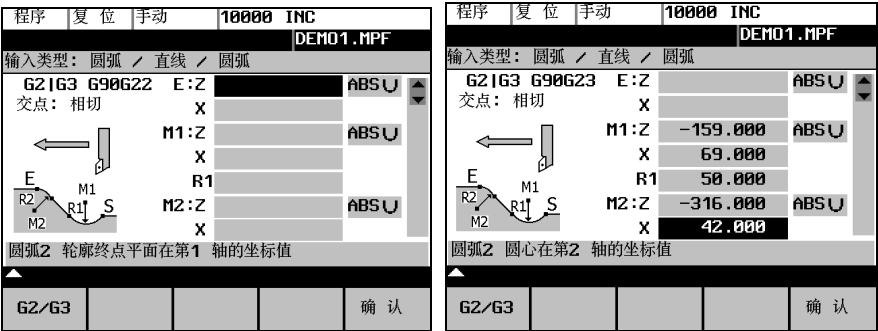 程序 复 位 手动 10000 INC
DEMO1.MPF
输入类型: 圆弧 / 直线 / 圆弧
G2|G3 G90G22 E:Z ABS
交点: 相切 X
M1:Z ABS
X
R1
M2:Z ABS
X
E
R2
M1
R1
S
M2
圆弧2 轮廓终点平面在第1 轴的坐标值
G2/G3 确 认
程序 复 位 手动 10000 INC
DEMO1.MPF
输入类型: 圆弧 / 直线 / 圆弧
G2|G3 G90G23 E:Z ABS
交点: 相切 X
M1:Z -159.000 ABS
X 69.000
R1 50.000
M2:Z -316.000 ABS
X 42.000
E
R2
M1
R1
S
M2
圆弧2 圆心在第2 轴的坐标值
G2/G3 确 认